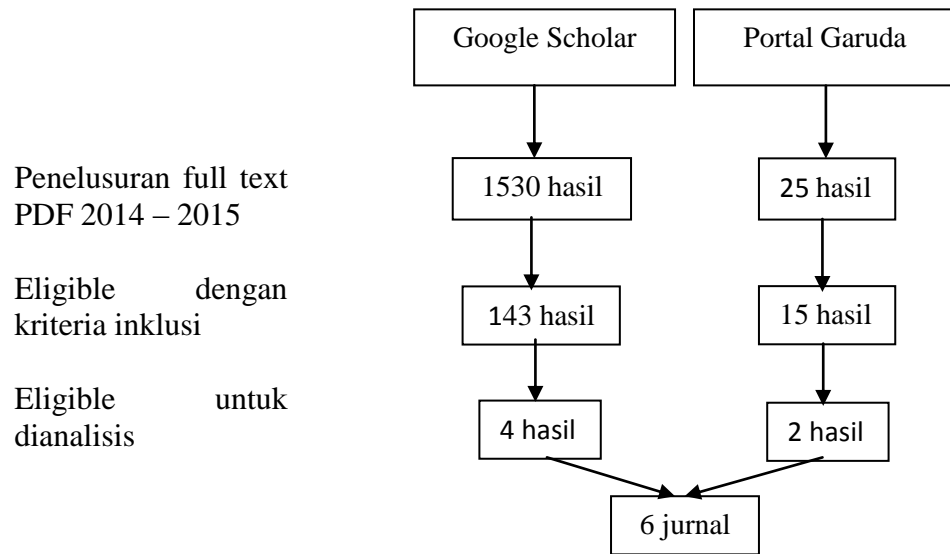 Google Scholar
Portal Garuda
Penelusuran full text
PDF 2014 – 2015
1530 hasil
25 hasil
Eligible dengan
kriteria inklusi
143 hasil
15 hasil
Eligible untuk
dianalisis
4 hasil
2 hasil
6 jurnal